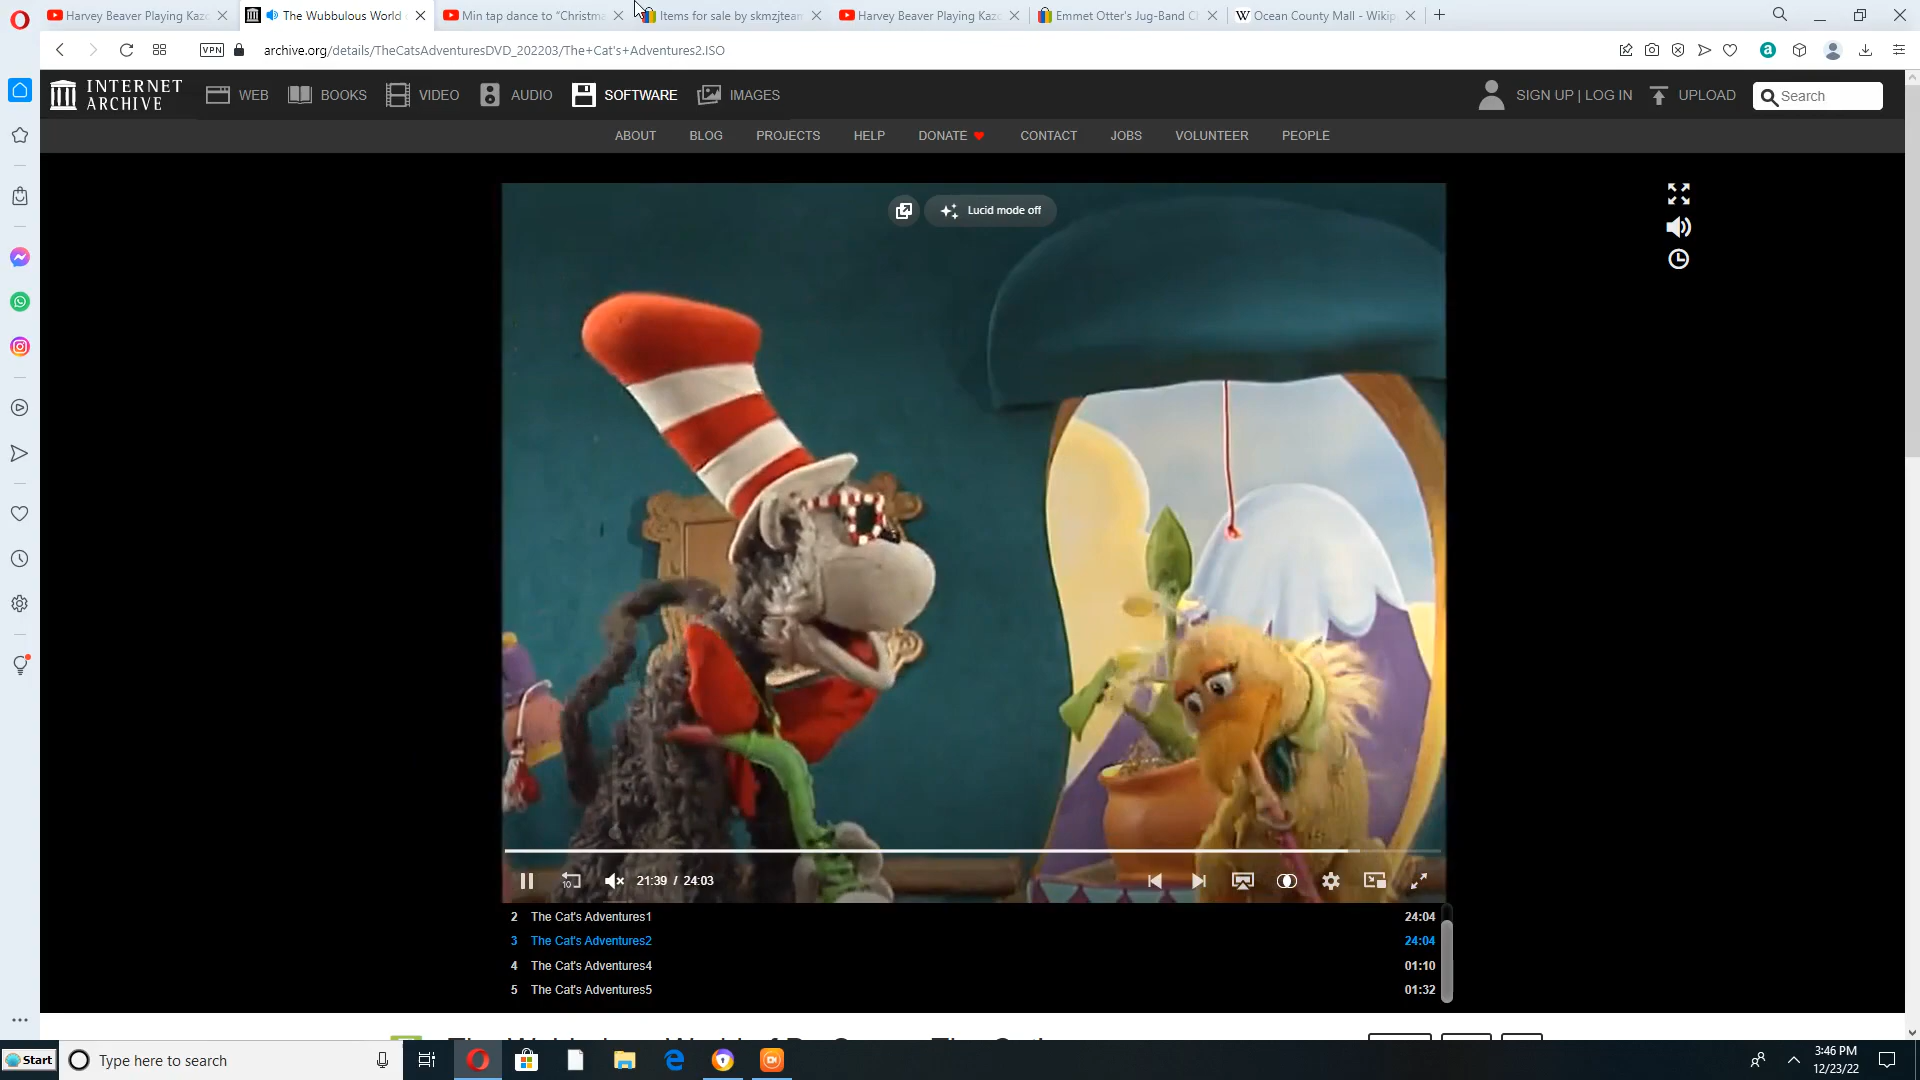 Harvey Beaver Playing Kazo
The Wubbulous World
Min tap dance to "Christma
Items for sale by skmzjtean
Harvey Beaver Playing Kazo
Emmet Otter's Jug-Band C
Ocean County Mall - Wikip
VPN
archive.org/details/TheCatsAdventuresDVD_202203/The+Cat's+Adventures2.ISO
INTERNET ARCHIVE
WEB BOOKS VIDEO AUDIO SOFTWARE IMAGES
SIGN UP | LOG IN UPLOAD Search
ABOUT BLOG PROJECTS HELP DONATE CONTACT JOBS VOLUNTEER PEOPLE
Lucid mode off
10 21:39 / 24:03
2 The Cat's Adventures1 24:04
3 The Cat's Adventures2 24:04
4 The Cat's Adventures4 01:10
5 The Cat's Adventures5 01:32
Start Type here to search
3:46 PM
12/23/22